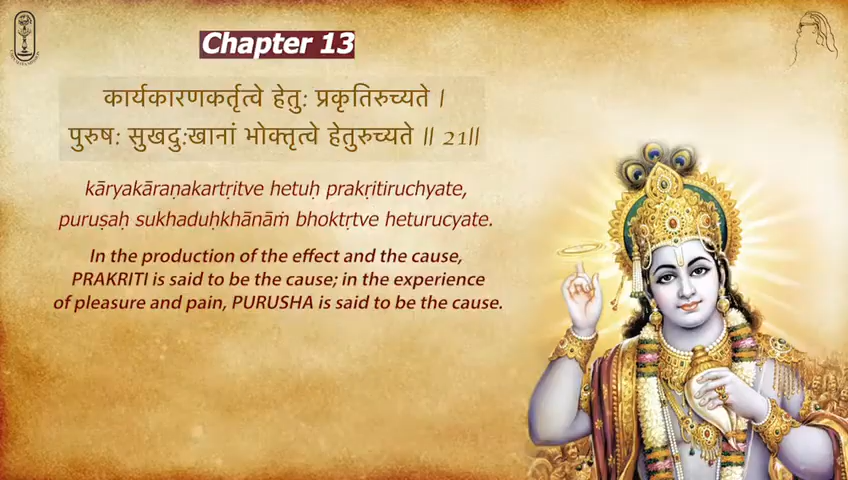 Chapter 13
कार्यकारणकर्तृत्वे हेतुः प्रकृतिरुच्यते ।
पुरुषः सुखदुःखानां भोक्तृत्वे हेतुरुच्यते ॥ 21॥
kāryakāraṇakartṛitve hetuḥ prakṛitiruchyate,
puruṣaḥ sukhaduḥkhānāṁ bhoktṛtve heturucyate.
In the production of the effect and the cause,
PRAKRITI is said to be the cause; in the experience
of pleasure and pain, PURUSHA is said to be the cause.